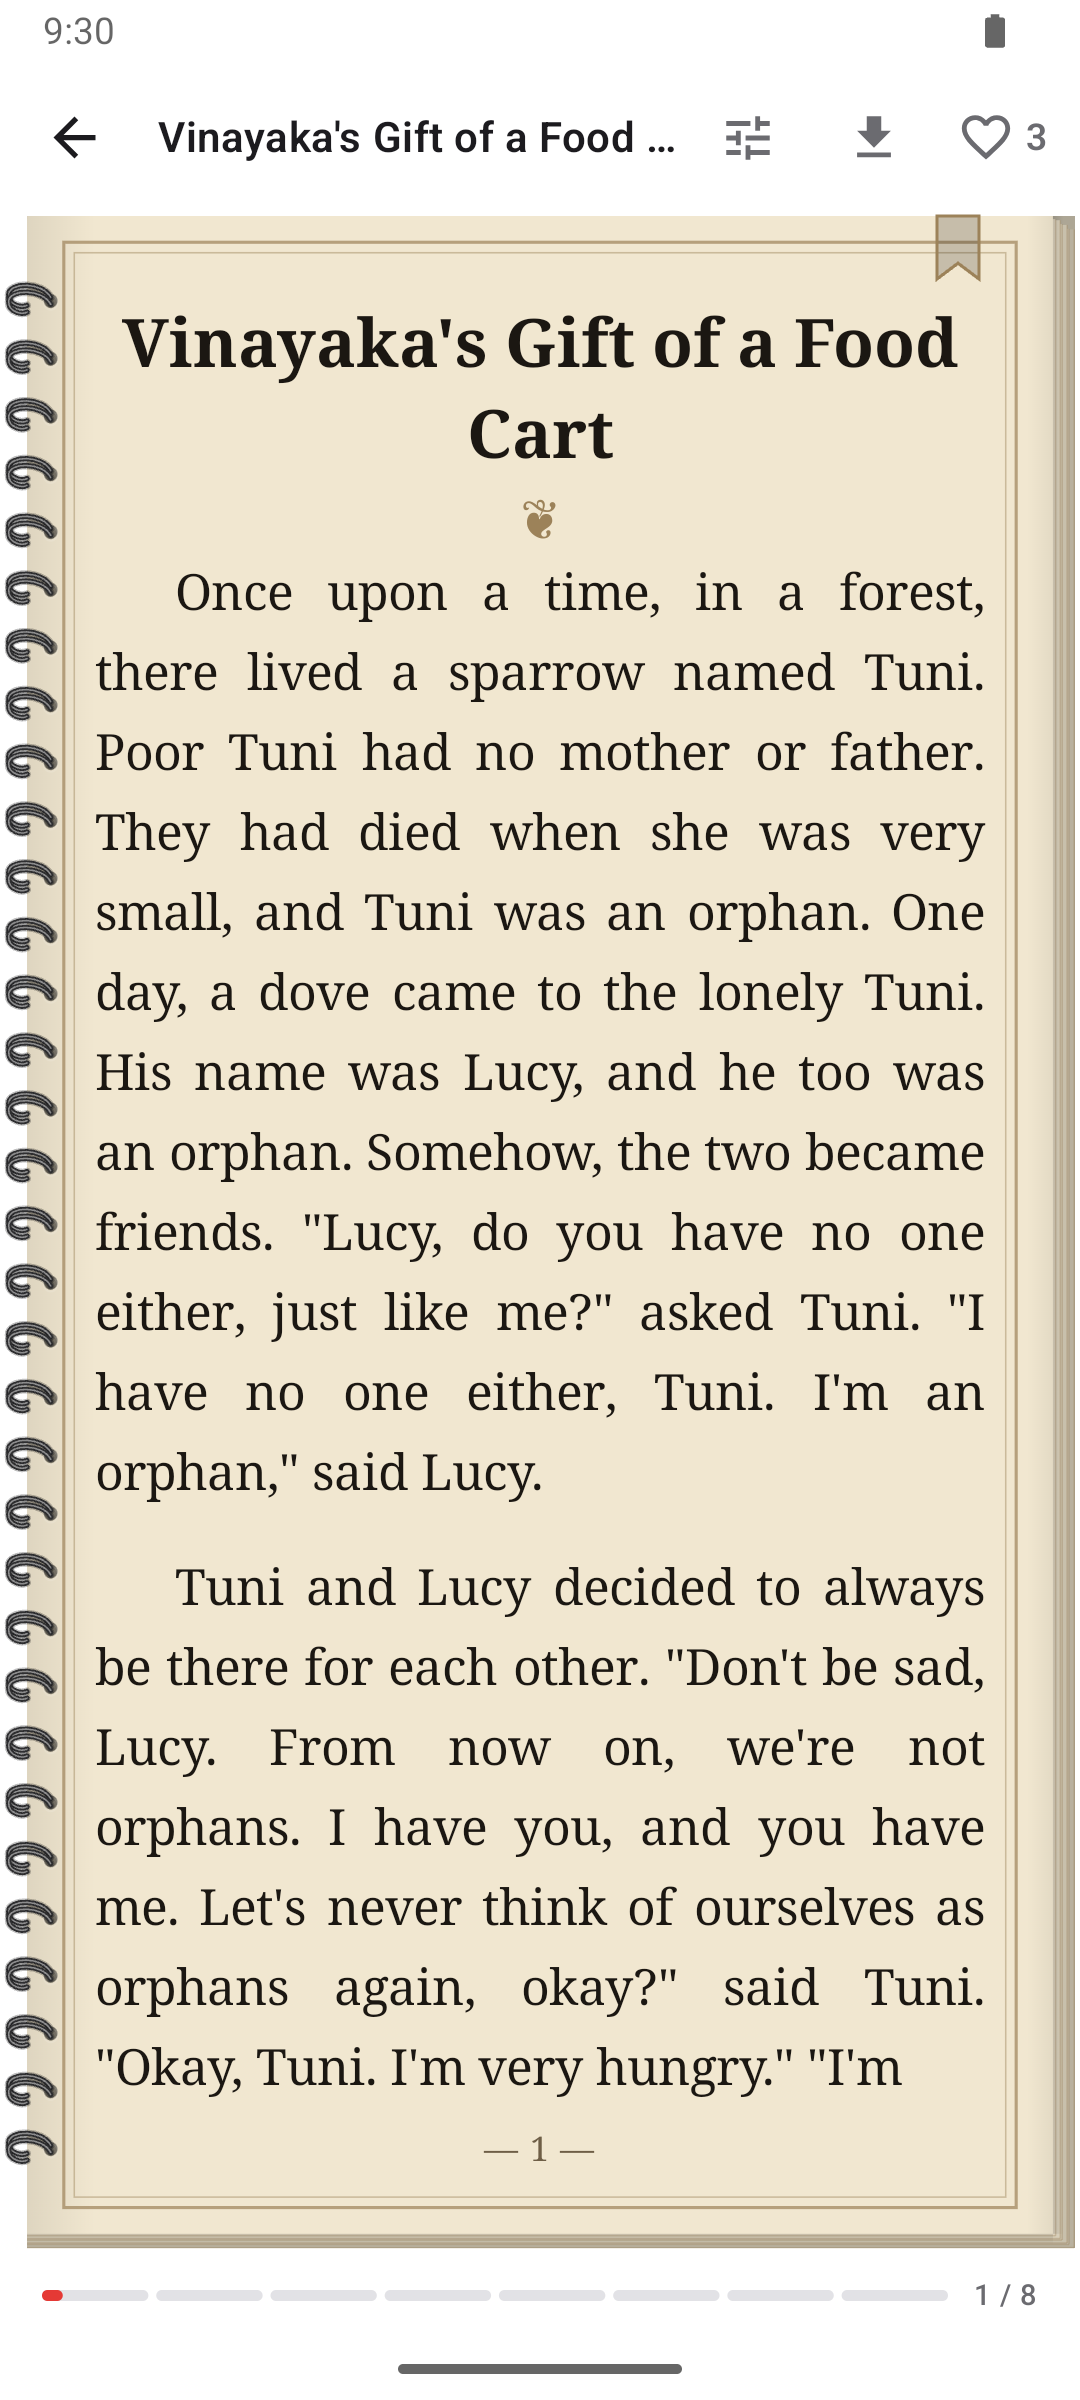 9:30
Vinayaka's Gift of a Food ...
3
Vinayaka's Gift of a Food
Cart
❦
Once upon a time, in a forest,
there lived a sparrow named Tuni.
Poor Tuni had no mother or father.
They had died when she was very
small, and Tuni was an orphan. One
day, a dove came to the lonely Tuni.
His name was Lucy, and he too was
an orphan. Somehow, the two became
friends. "Lucy, do you have no one
either, just like me?" asked Tuni. "I
have no one either, Tuni. I'm an
orphan," said Lucy.
Tuni and Lucy decided to always
be there for each other. "Don't be sad,
Lucy. From now on, we're not
orphans. I have you, and you have
me. Let's never think of ourselves as
orphans again, okay?" said Tuni.
"Okay, Tuni. I'm very hungry." "I'm
— 1 —
1 / 8